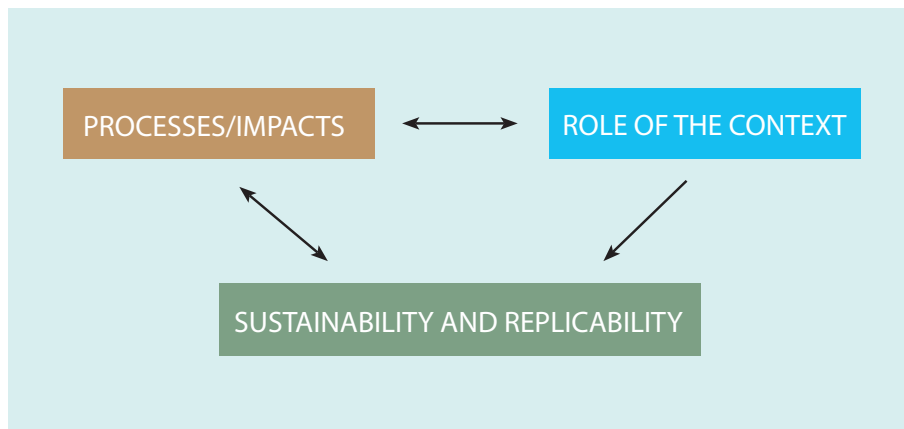 PROCESSES/IMPACTS
ROLE OF THE CONTEXT
SUSTAINABILITY AND REPLICABILITY